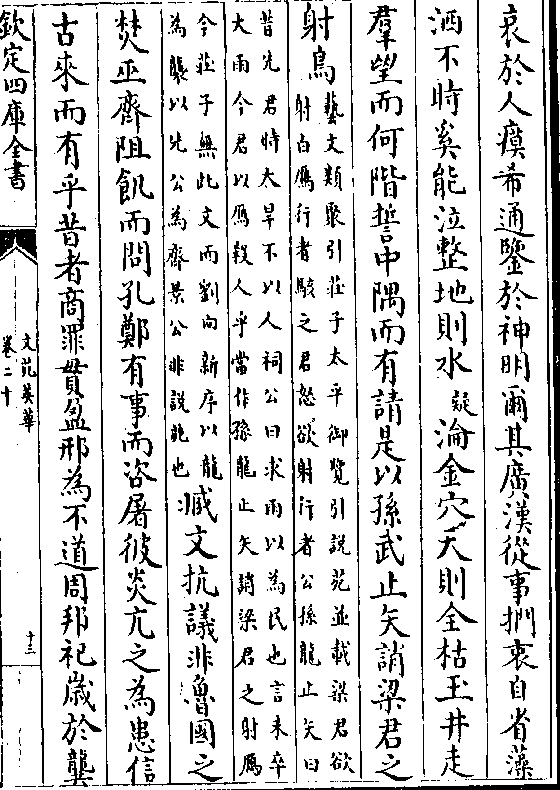 哀於人瘼希通鑒於神明爾其廣漢從事捫衷自省藻
洒不時奚能泣整地則水疑淪金穴天則全枯玉井走
羣望而何階誓中隅而有請是以孫武止矢誚梁君之
射鳥藝文類聚引莊子太平御覽引說苑並載梁君欲
射白鴈行者駭之君怒欲射行者公孫龍止矢曰
昔先君時大旱不以人祠公曰求雨以為民也言未卒
大雨今君以鴈殺人乎當作孫龍止矢誚梁君之射鴈
今莊子無此文而劉向新序以龍
為襲以先公為齊景公非說苑也臧文抗議非魯國之
焚巫齊阻飢而問孔鄭有事而咨屠彼炎亢之為患信
古來而有乎昔者商罪貫盈邢為不道周邦祀歲於龔
欽定四庫全書
文苑英華
卷二十
十三